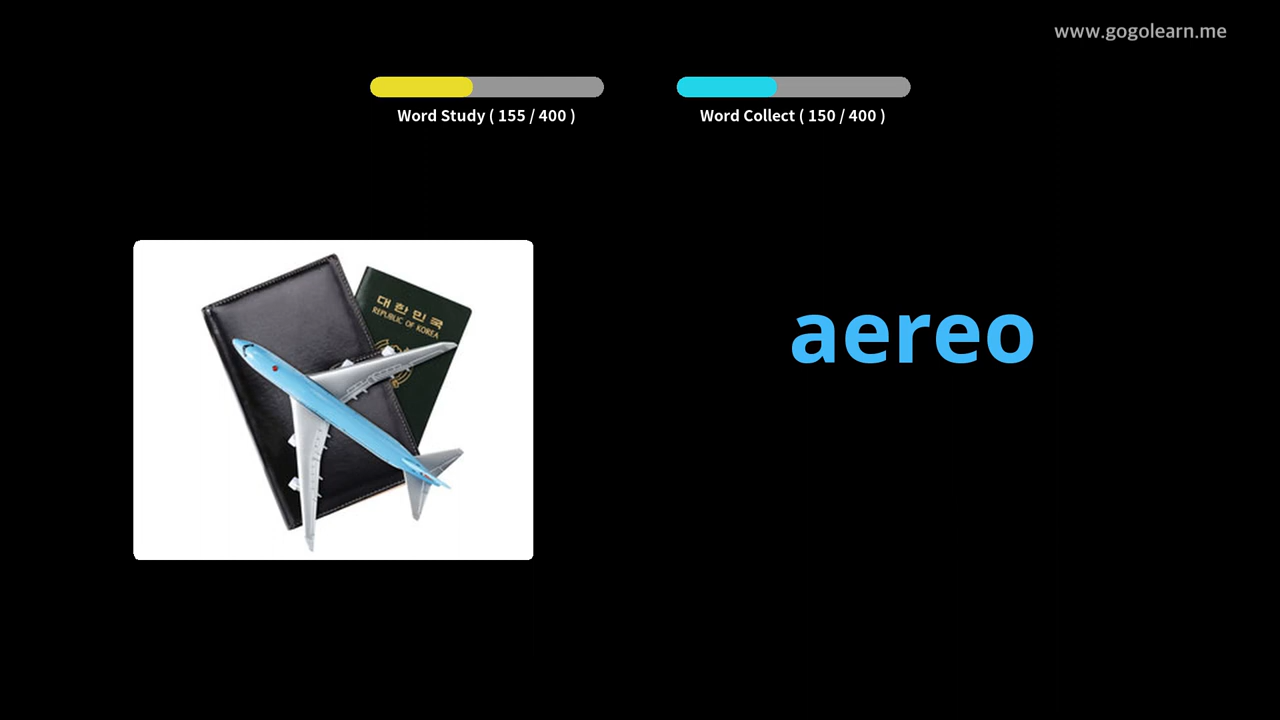 www.gogolearn.me
Word Study ( 155 / 400 )
Word Collect ( 150 / 400 )
대한민국
REPUBLIC OF KOREA
aereo